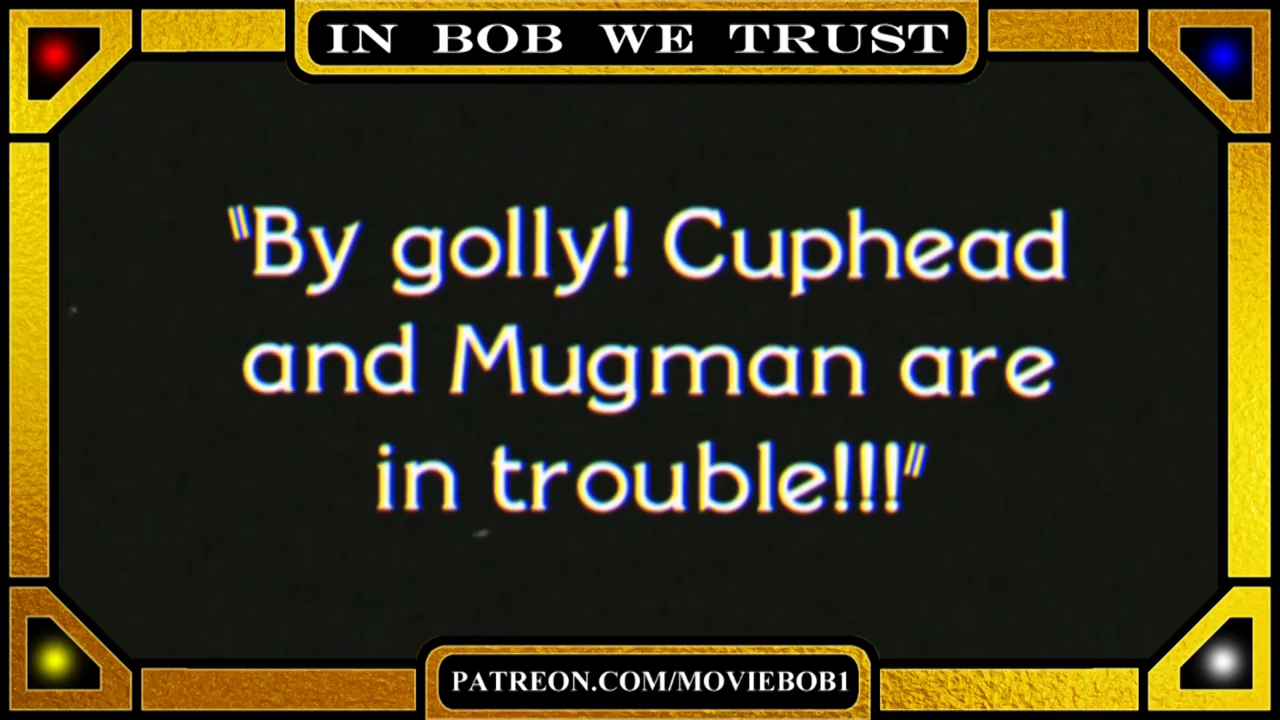 IN BOB WE TRUST
"By golly! Cuphead
and Mugman are
in trouble!!!"
PATREON.COM/MOVIEBOB1